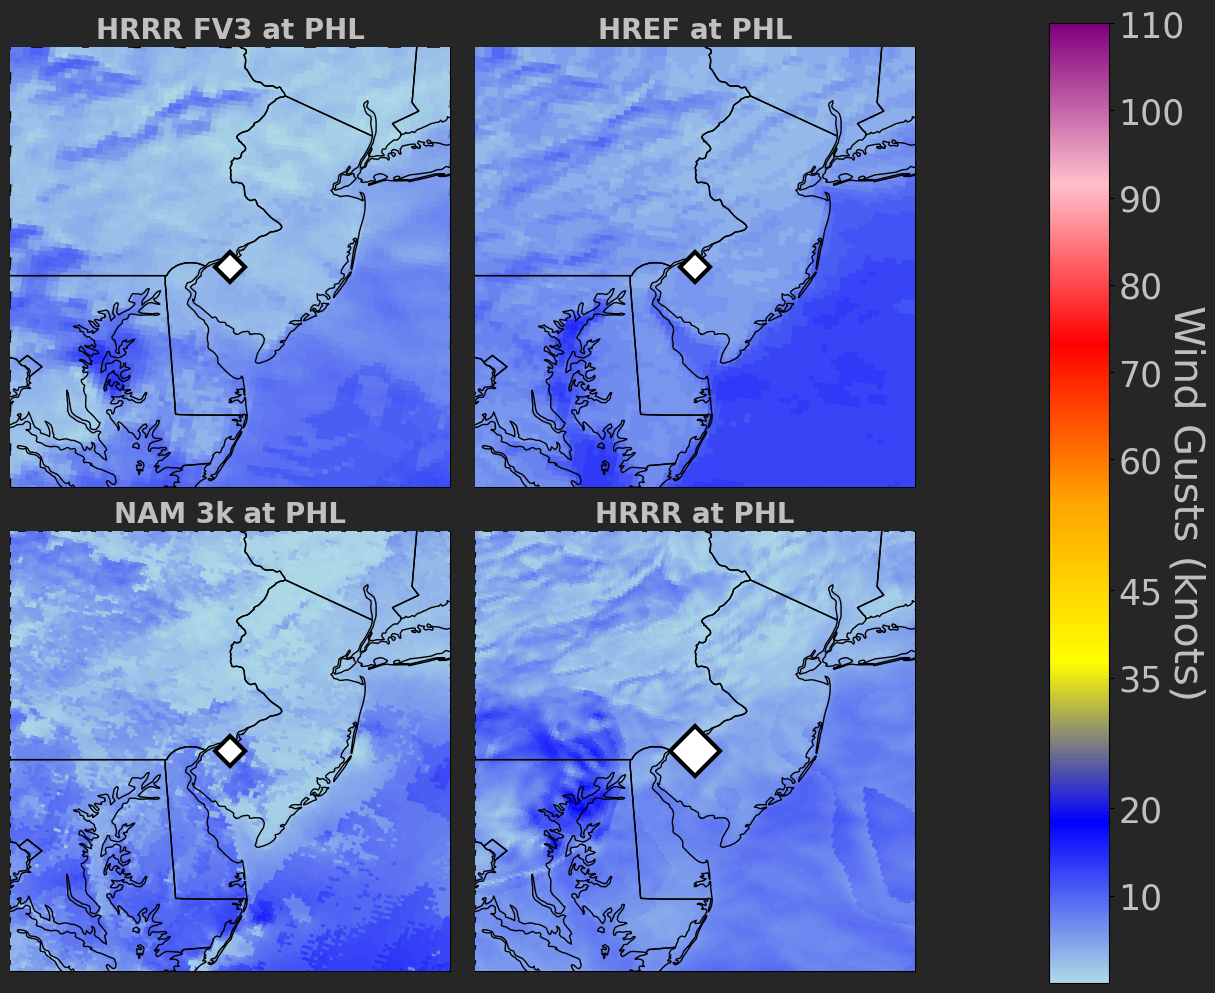 HRRR FV3 at PHL
HREF at PHL
NAM 3k at PHL
HRRR at PHL
110
100
90
80
70
60
45
35
20
10
Wind Gusts (knots)